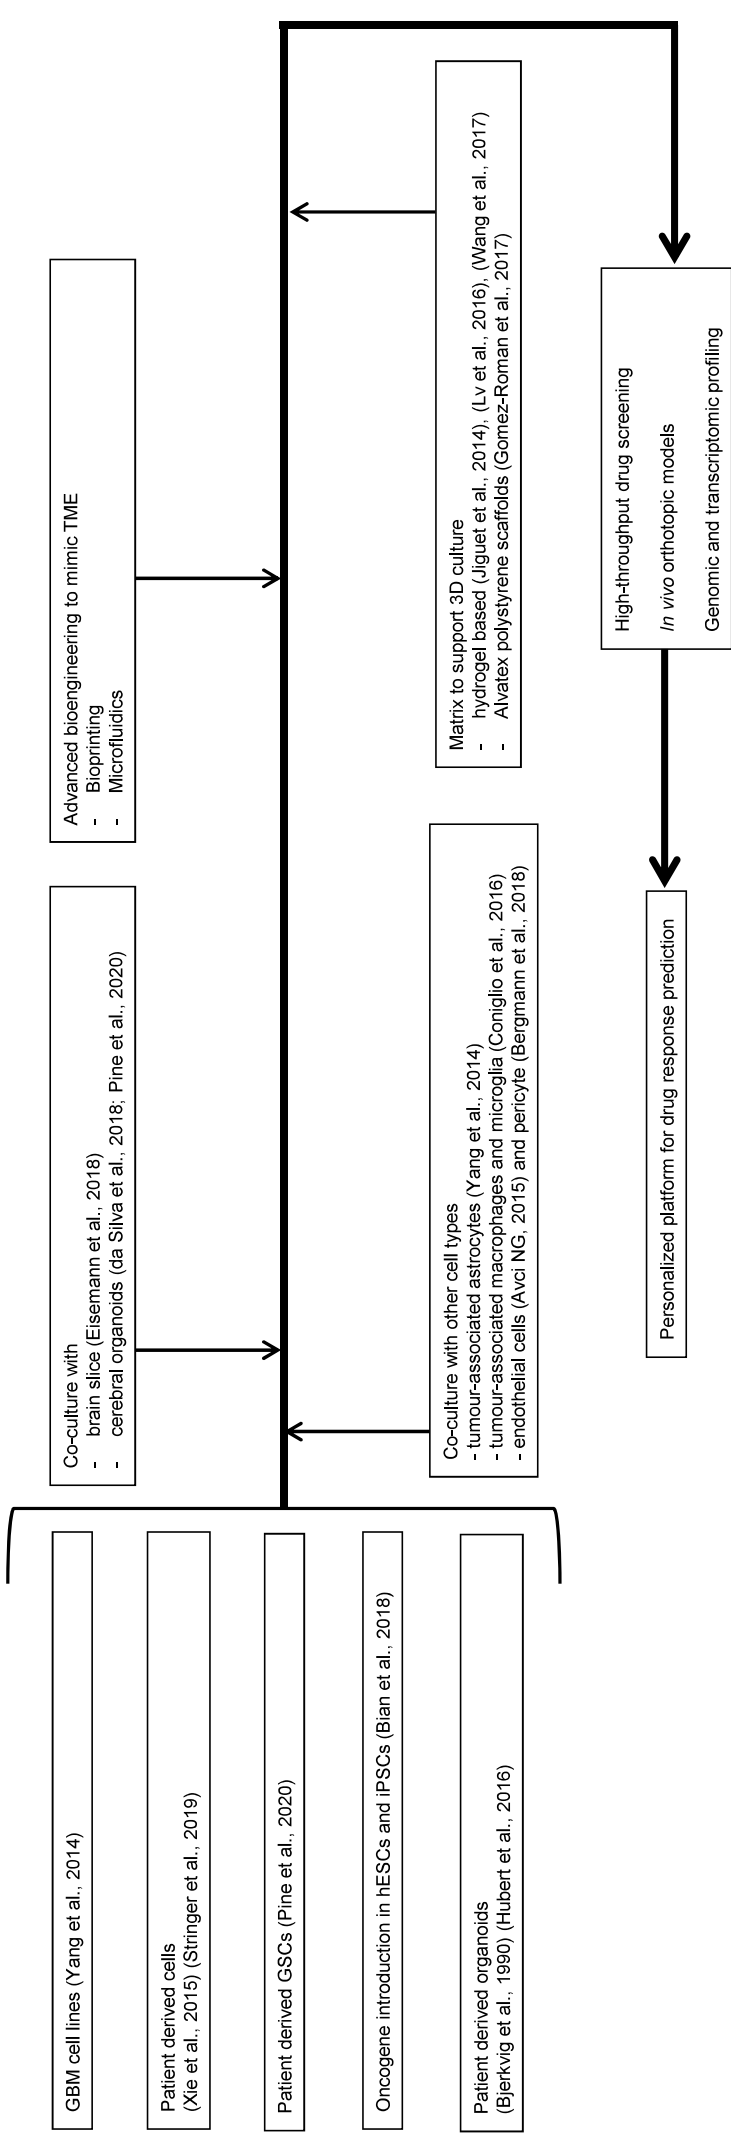 GBM cell lines (Yang et al., 2014)
Patient derived cells
(Xie et al., 2015) (Stringer et al., 2019)
Patient derived GSCs (Pine et al., 2020)
Oncogene introduction in hESCs and iPSCs (Bian et al., 2018)
Patient derived organoids
(Bjerkvig et al., 1990) (Hubert et al., 2016)
Co-culture with
- brain slice (Eisemann et al., 2018)
- cerebral organoids (da Silva et al., 2018; Pine et al., 2020)
Advanced bioengineering to mimic TME
- Bioprinting
- Microfluidics
Co-culture with other cell types
- tumour-associated astrocytes (Yang et al., 2014)
- tumour-associated macrophages and microglia (Coniglio et al., 2016)
- endothelial cells (Avci NG, 2015) and pericyte (Bergmann et al., 2018)
Matrix to support 3D culture
- hydrogel based (Jiguet et al., 2014), (Lv et al., 2016), (Wang et al., 2017)
- Alvatex polystyrene scaffolds (Gomez-Roman et al., 2017)
High-throughput drug screening
In vivo orthotopic models
Genomic and transcriptomic profiling
Personalized platform for drug response prediction